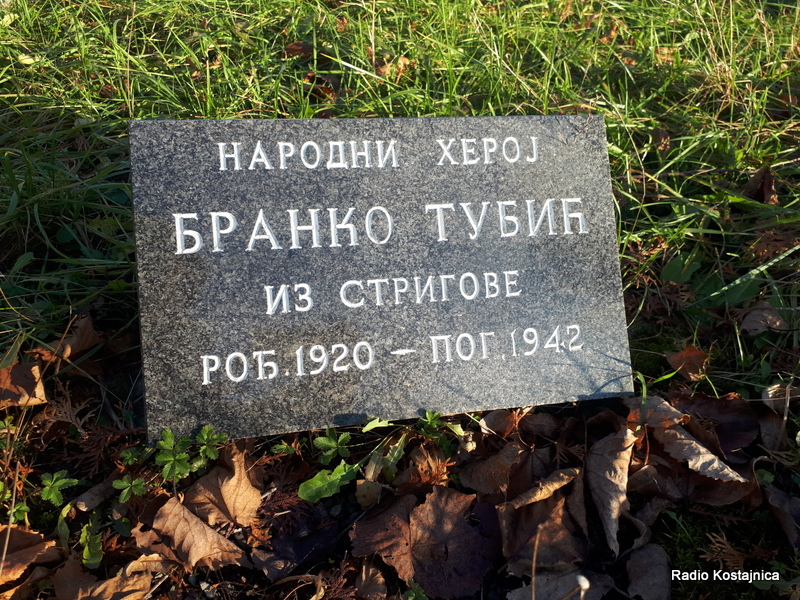 НАРОДНИ ХЕРОЈ
БРАНКО ТУБИЋ
ИЗ СТРИГОВЕ
РОЂ.1920 — ПОГ.1942
Radio Kostajnica